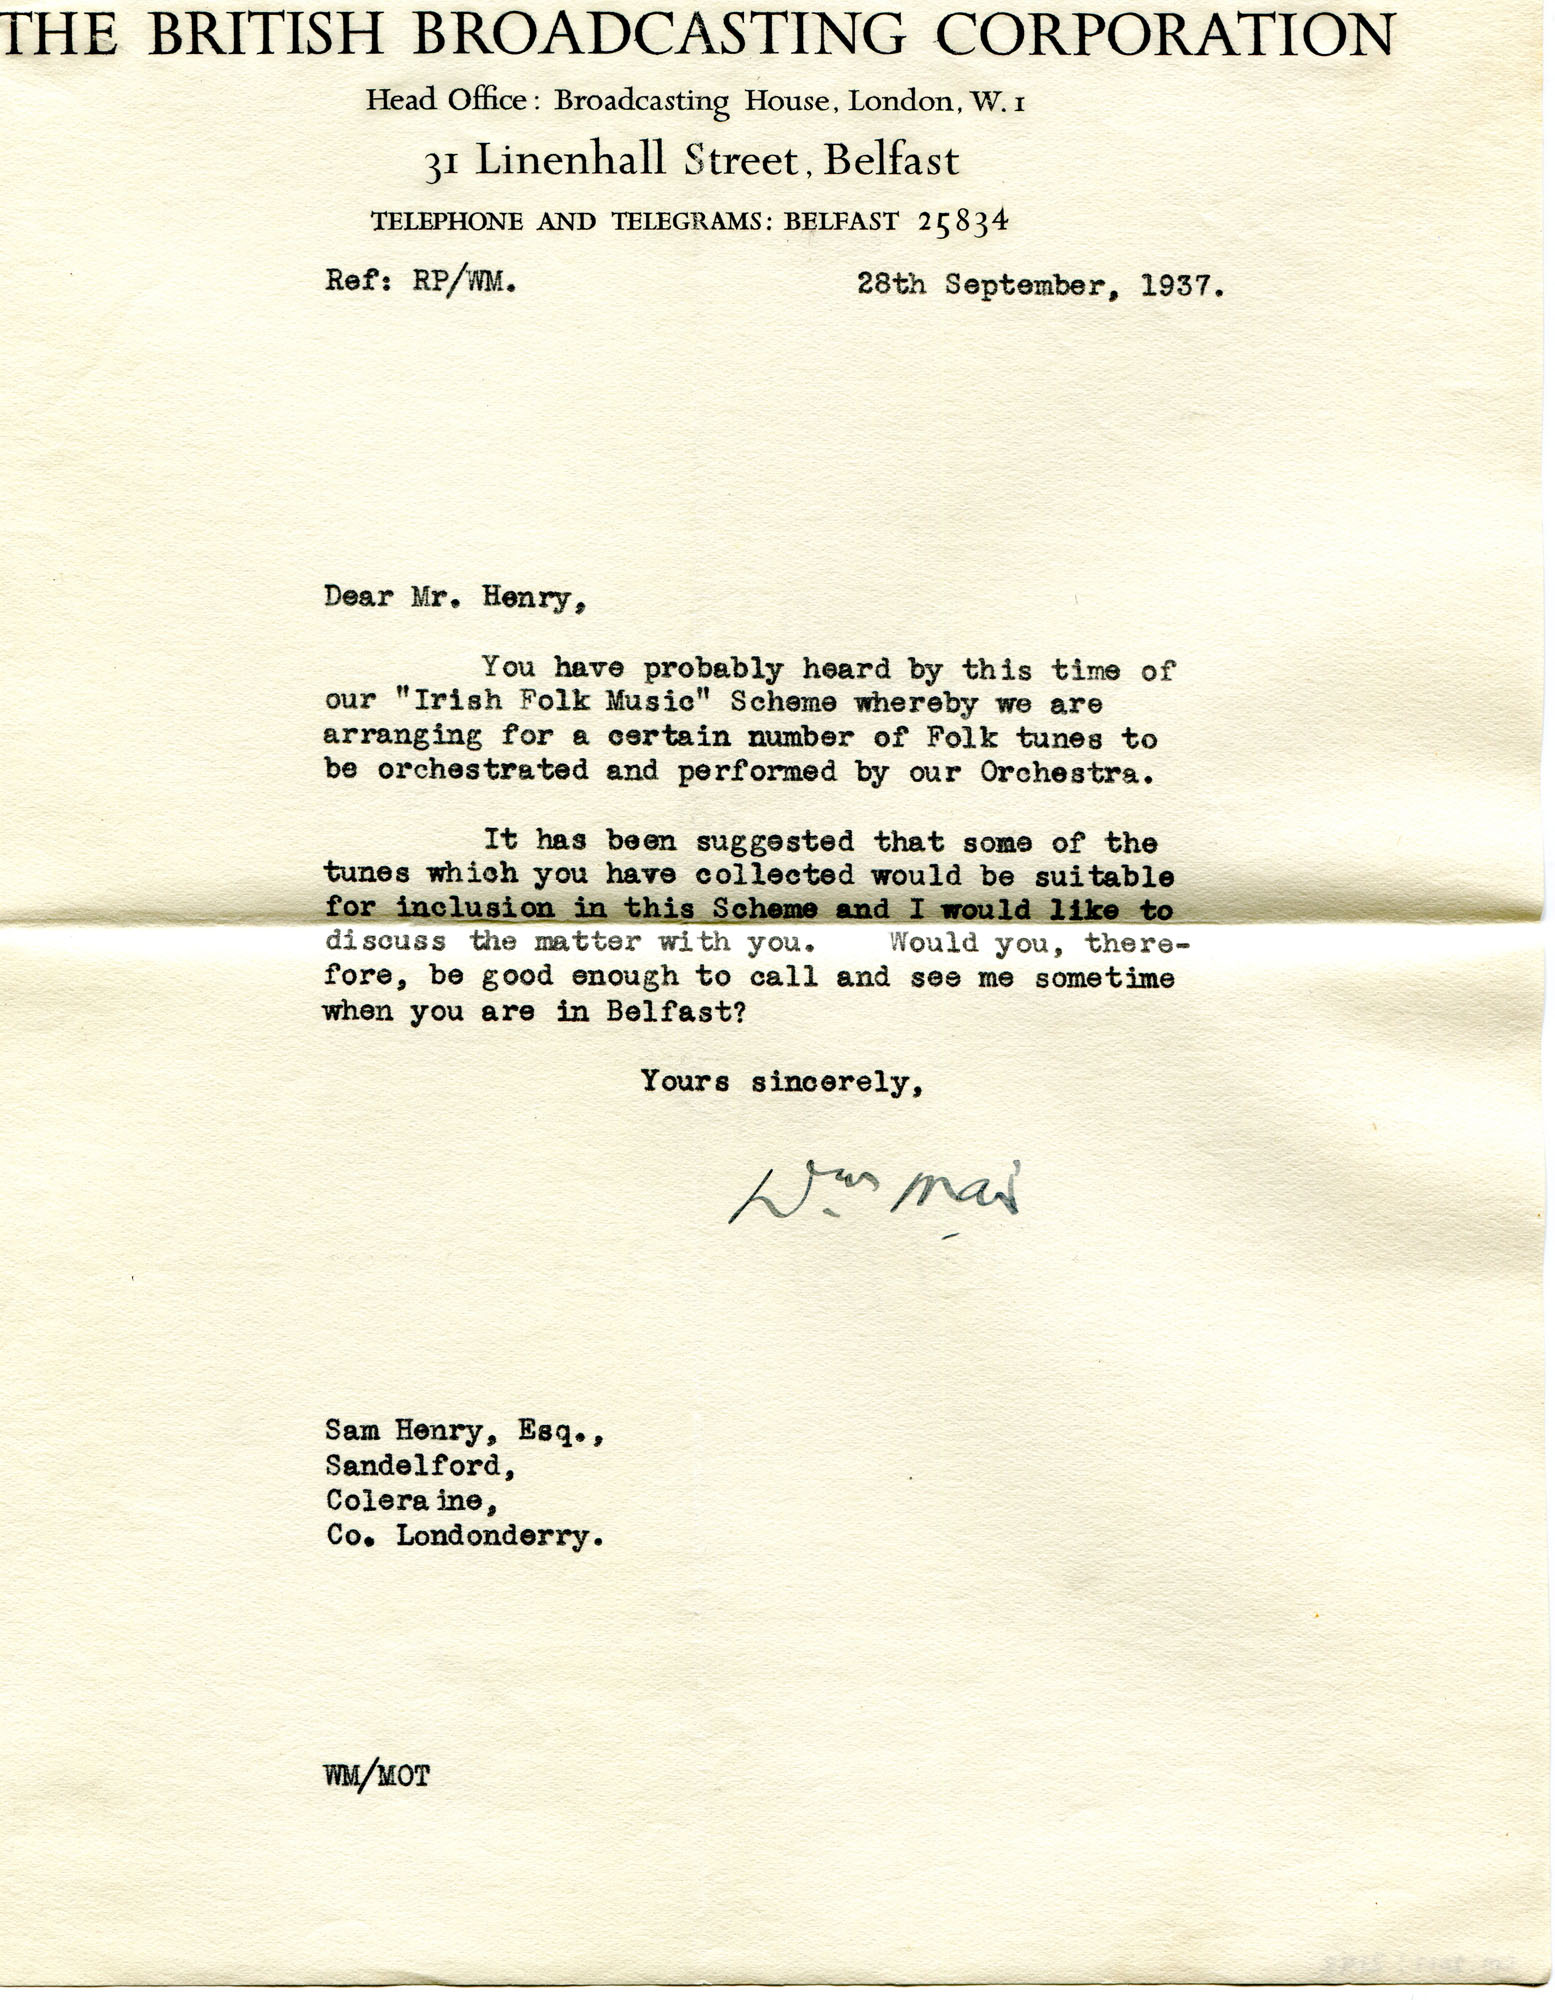 THE BRITISH BROADCASTING CORPORATION
Head Office: Broadcasting House, London, W. 1
31 Linenhall Street, Belfast
TELEPHONE AND TELEGRAMS: BELFAST 25834
Ref: RP/WM. 28th September, 1937.
Dear Mr. Henry,
You have probably heard by this time of
our "Irish Folk Music" Scheme whereby we are
arranging for a certain number of Folk tunes to
be orchestrated and performed by our Orchestra.
It has been suggested that some of the
tunes which you have collected would be suitable
for inclusion in this Scheme and I would like to
discuss the matter with you. Would you, there-
fore, be good enough to call and see me sometime
when you are in Belfast?
Yours sincerely,
Wm Mair
Sam Henry, Esq.,
Sandelford,
Coleraine,
Co. Londonderry.
WM/MOT